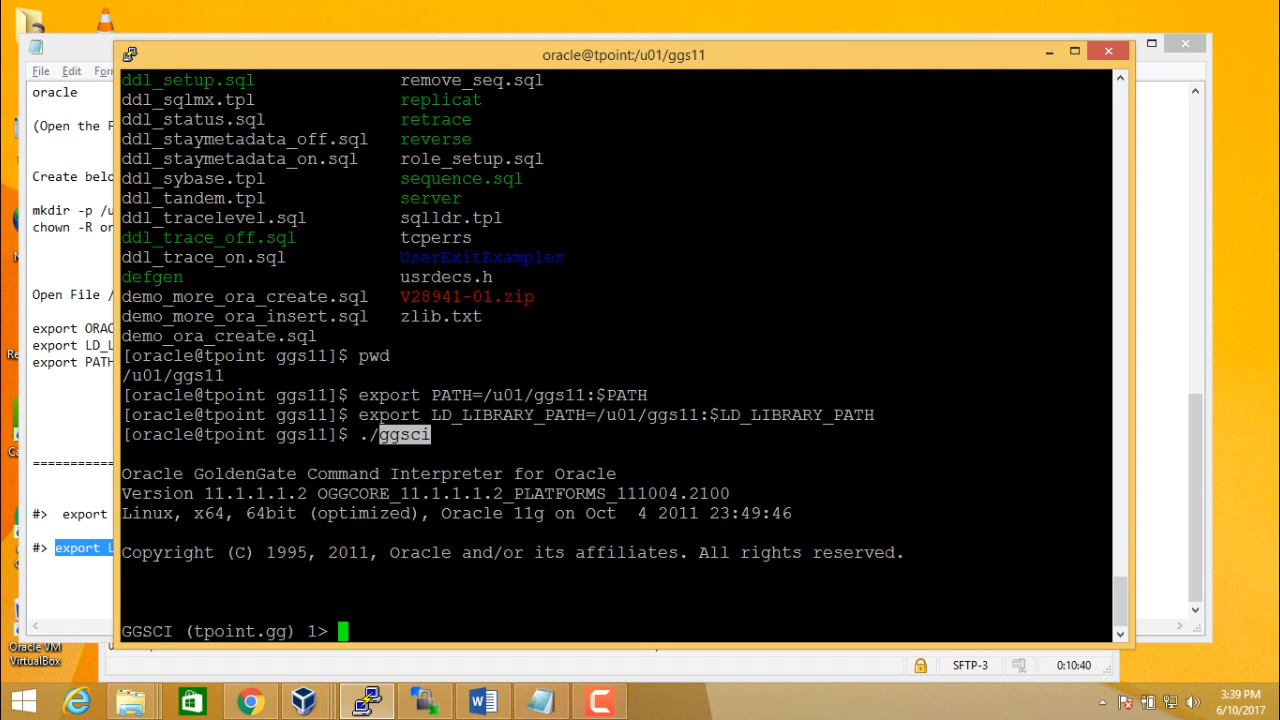 oracle@tpoint:/u01/ggs11
File Edit
oracle
(Open the
Create
mkdir -p
chown -R
Open File
export
export
export
#> export
#> export
ddl_setup.sql remove_seq.sql
ddl_sqlmx.tpl replicat
ddl_status.sql retrace
ddl_staymetadata_off.sql reverse
ddl_staymetadata_on.sql role_setup.sql
ddl_sybase.tpl sequence.sql
ddl_tandem.tpl server
ddl_tracelevel.sql sqlldr.tpl
ddl_trace_off.sql tcperrs
ddl_trace_on.sql UserExitExamples
defgen usrdecs.h
demo_more_ora_create.sql V28941-01.zip
demo_more_ora_insert.sql zlib.txt
demo_ora_create.sql
[oracle@tpoint ggs11]$ pwd
/u01/ggs11
[oracle@tpoint ggs11]$ export PATH=/u01/ggs11:$PATH
[oracle@tpoint ggs11]$ export LD_LIBRARY_PATH=/u01/ggs11:$LD_LIBRARY_PATH
[oracle@tpoint ggs11]$ ./ggsci
Oracle GoldenGate Command Interpreter for Oracle
Version 11.1.1.1.2 OGGCORE_11.1.1.1.2_PLATFORMS_111004.2100
Linux, x64, 64bit (optimized), Oracle 11g on Oct 4 2011 23:49:46
Copyright (C) 1995, 2011, Oracle and/or its affiliates. All rights reserved.
GGSCI (tpoint.gg) 1>
Oracle VM
VirtualBox
SFTP-3 0:10:40
3:39 PM
6/10/2017